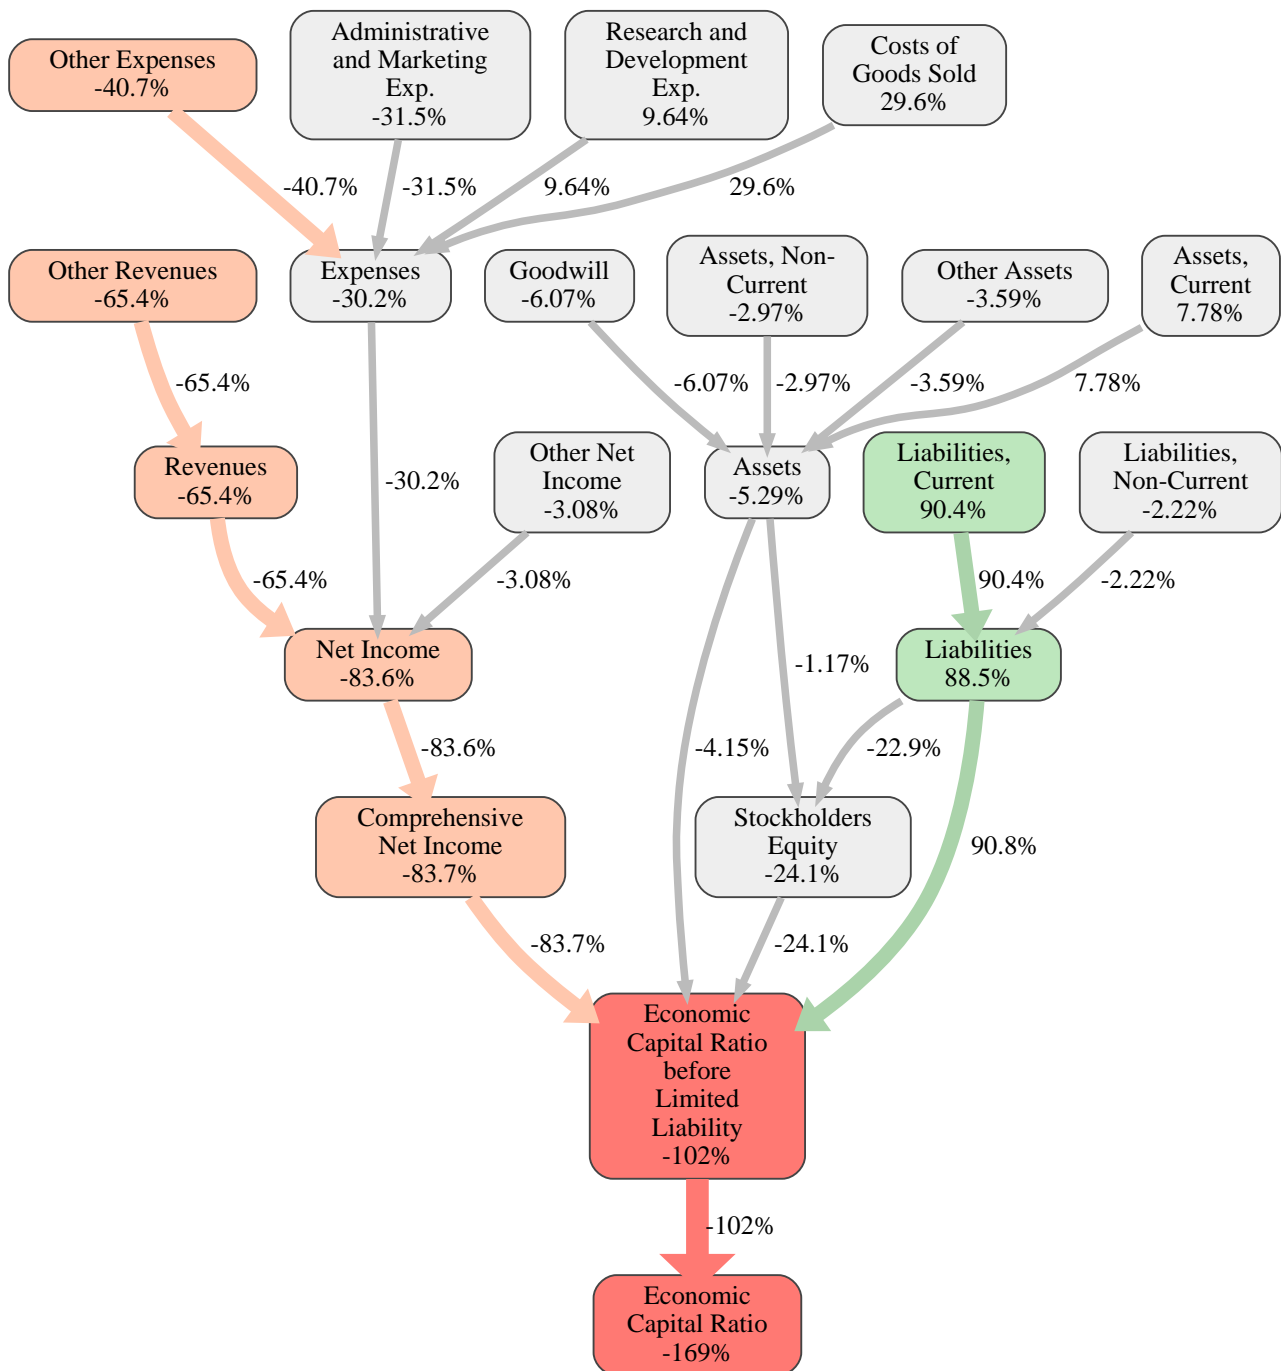 Other Expenses
-40.7%
Administrative
and Marketing
Exp.
-31.5%
Research and
Development
Exp.
9.64%
Costs of
Goods Sold
29.6%
-40.7%
-31.5%
9.64%
29.6%
Other Revenues
-65.4%
Expenses
-30.2%
Goodwill
-6.07%
Assets, Non-
Current
-2.97%
Other Assets
-3.59%
Assets,
Current
7.78%
-65.4%
-6.07%
-2.97%
-3.59%
7.78%
Revenues
-65.4%
-30.2%
Other Net
Income
-3.08%
Assets
-5.29%
Liabilities,
Current
90.4%
Liabilities,
Non-Current
-2.22%
-65.4%
-3.08%
90.4%
-2.22%
Net Income
-83.6%
-1.17%
Liabilities
88.5%
-83.6%
-4.15%
-22.9%
Comprehensive
Net Income
-83.7%
Stockholders
Equity
-24.1%
90.8%
-83.7%
-24.1%
Economic
Capital Ratio
before
Limited
Liability
-102%
-102%
Economic
Capital Ratio
-169%